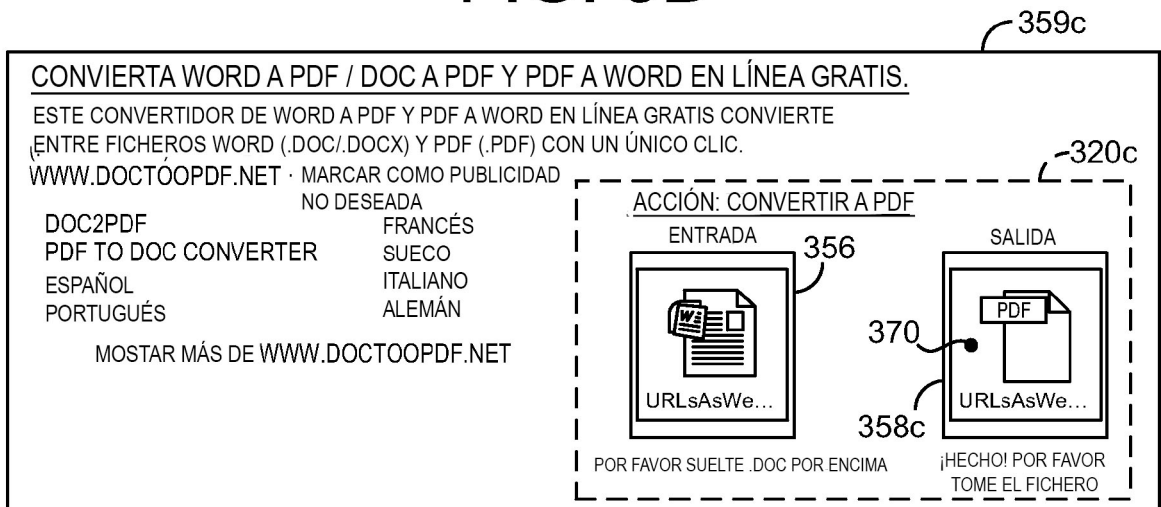 359c
CONVIERTA WORD A PDF / DOC A PDF Y PDF A WORD EN LÍNEA GRATIS.
ESTE CONVERTIDOR DE WORD A PDF Y PDF A WORD EN LÍNEA GRATIS CONVIERTE
ENTRE FICHEROS WORD (.DOC/.DOCX) Y PDF (.PDF) CON UN ÚNICO CLIC.
WWW.DOCTOOPDF.NET · MARCAR COMO PUBLICIDAD
NO DESEADA
DOC2PDF
PDF TO DOC CONVERTER
ESPAÑOL
PORTUGUÉS
FRANCÉS
SUECO
ITALIANO
ALEMÁN
MOSTAR MÁS DE WWW.DOCTOOPDF.NET
320c
ACCIÓN: CONVERTIR A PDF
ENTRADA
356
W
URLsAsWe...
POR FAVOR SUELTE .DOC POR ENCIMA
SALIDA
PDF
370
URLsAsWe...
358c
¡HECHO! POR FAVOR
TOME EL FICHERO